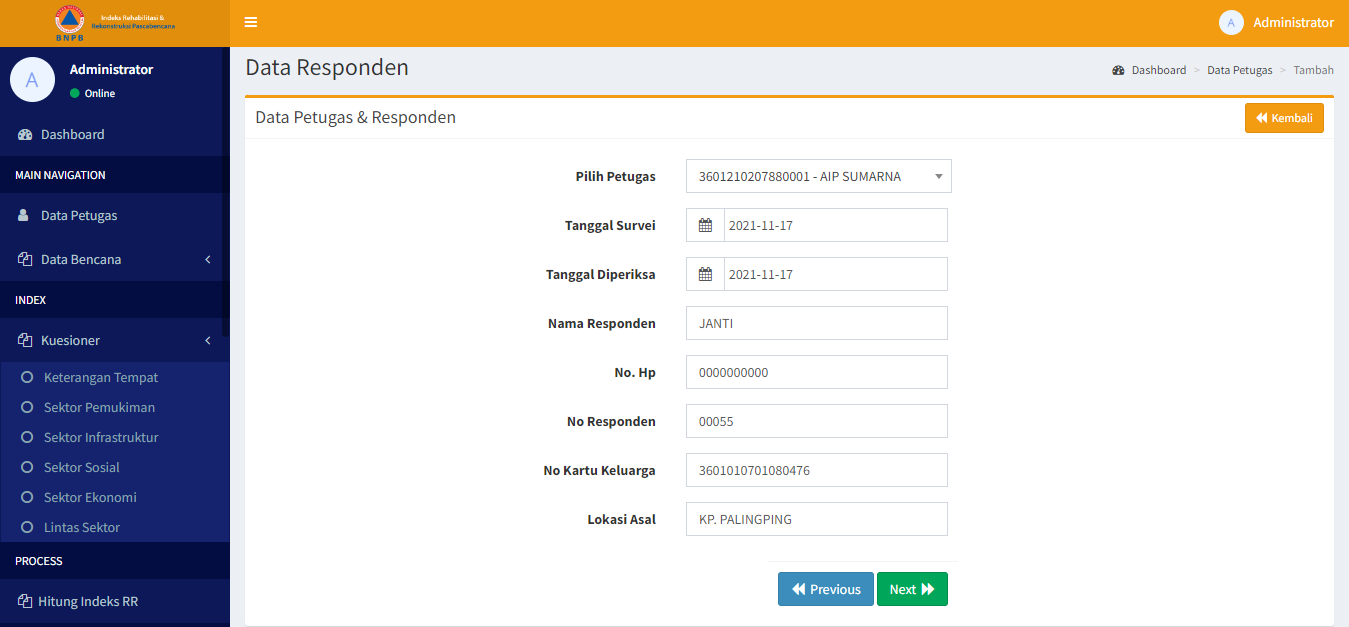 Indeks Rehabilitasi &
Rekonstruksi Pascabencana
BNPB
A Administrator
A
Administrator
Online
Dashboard
MAIN NAVIGATION
Data Petugas
Data Bencana
INDEX
Kuesioner
Keterangan Tempat
Sektor Pemukiman
Sektor Infrastruktur
Sektor Sosial
Sektor Ekonomi
Lintas Sektor
PROCESS
Hitung Indeks RR
Data Responden
Dashboard > Data Petugas > Tambah
Data Petugas & Responden
Kembali
Pilih Petugas 3601210207880001 - AIP SUMARNA
Tanggal Survei 2021-11-17
Tanggal Diperiksa 2021-11-17
Nama Responden JANTI
No. Hp 0000000000
No Responden 00055
No Kartu Keluarga 3601010701080476
Lokasi Asal KP. PALINGPING
Previous Next